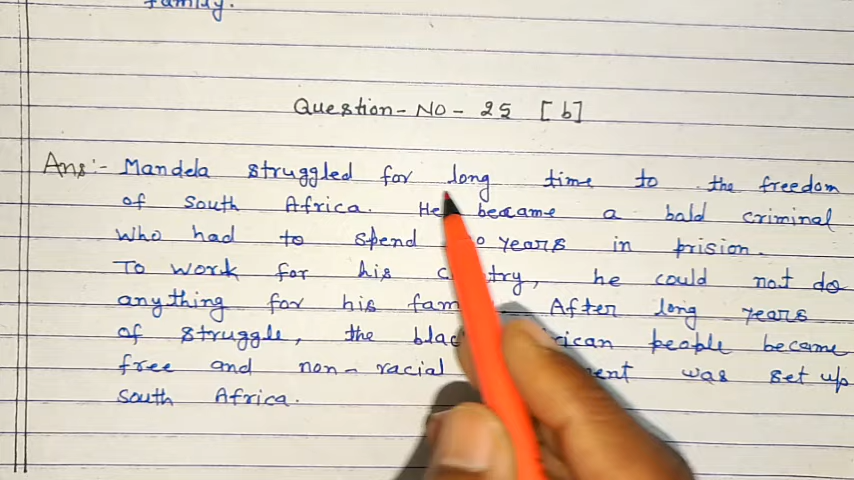 family.
Question-No- 25 [b]
Ans:- Mandela struggled for long time to the freedom
of South Africa. He became a bald criminal
who had to spend years in prision.
To work for his he could not do
anything for his After long years
of struggle, the people became
free and non-racial was set up
South Africa.